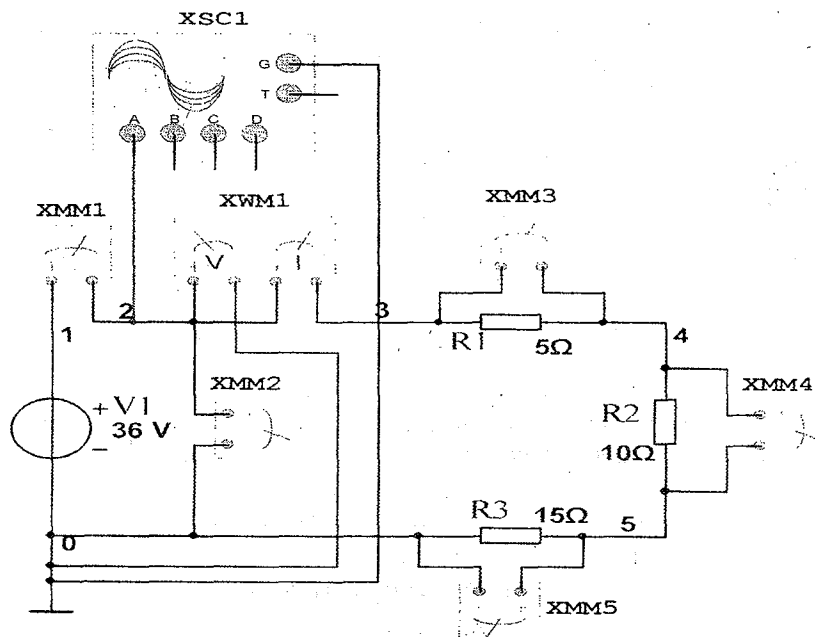 XSC1
G
T
A B C D
XMM1
XWM1
XMM3
V I
1
2
3
4
R1
5Ω
XMM2
XMM4
+
V1
36 V
–
R2
10Ω
0
R3
15Ω
5
XMM5